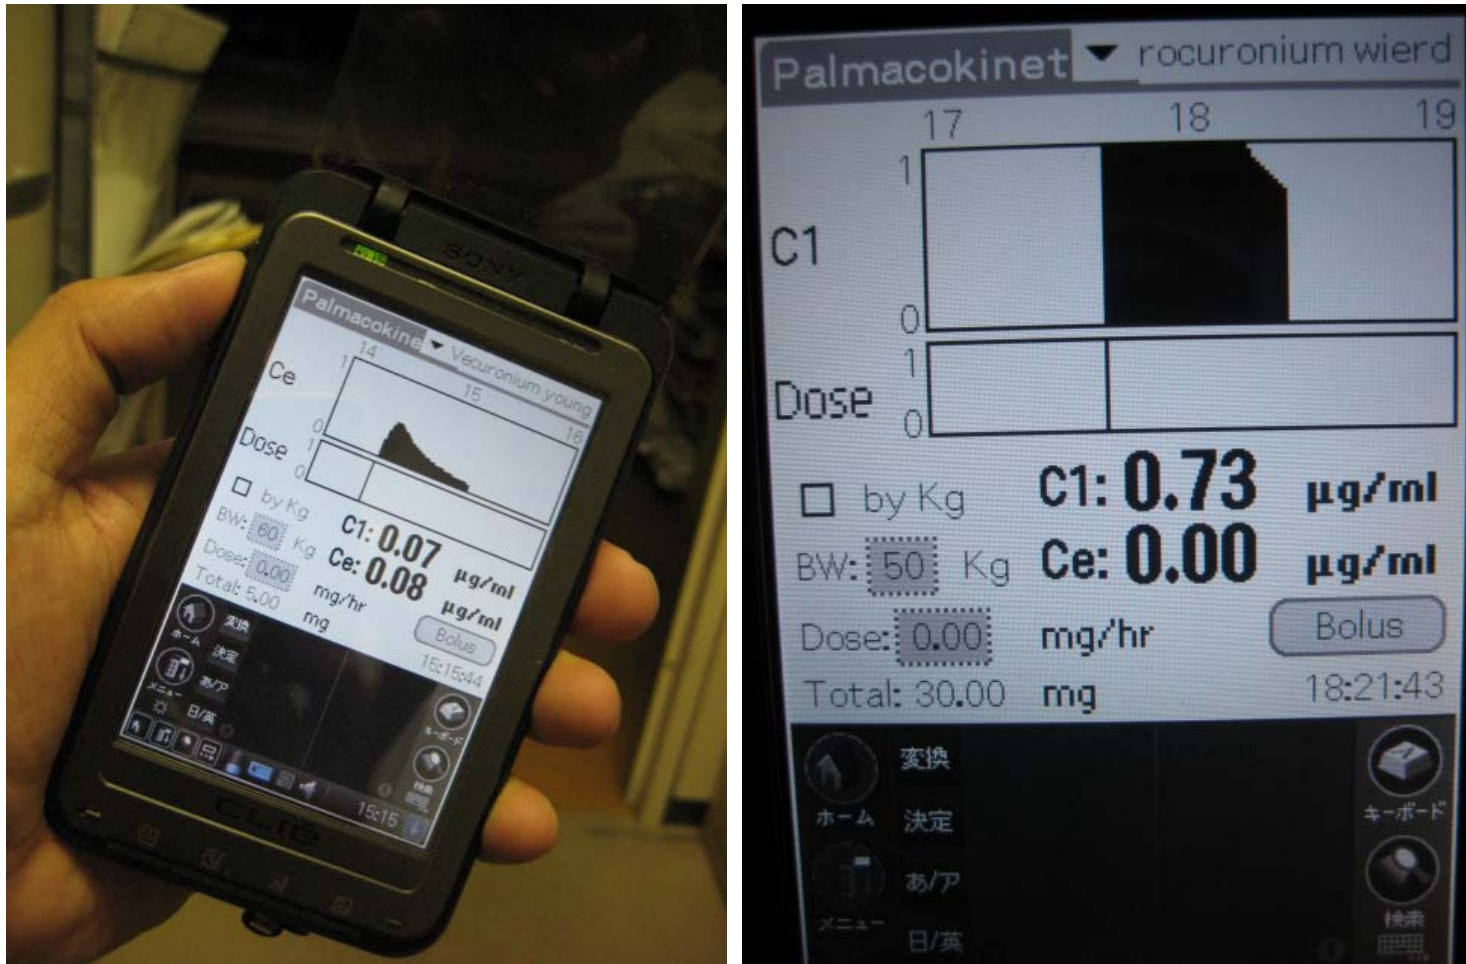 SONY
POWER
Palmacokine ▼ Vecuronium young
14 15 16
Ce
1
0
Dose
1
0
by Kg
C1: 0.07 µg/ml
BW: 60 Kg
Ce: 0.08 µg/ml
Dose: 0.00 mg/hr
Bolus
Total: 5.00 mg
15:15:44
ホーム
変換
決定
メニュー
あ/ア
日/英
キーボード
検索
15:15
CLIÉ
Palmacokinet ▼ rocuronium wierd
17 18 19
C1
1
0
Dose
1
0
by Kg
C1: 0.73 µg/ml
BW: 50 Kg
Ce: 0.00 µg/ml
Dose: 0.00 mg/hr
Bolus
Total: 30.00 mg
18:21:43
ホーム
変換
決定
メニュー
あ/ア
日/英
キーボード
検索